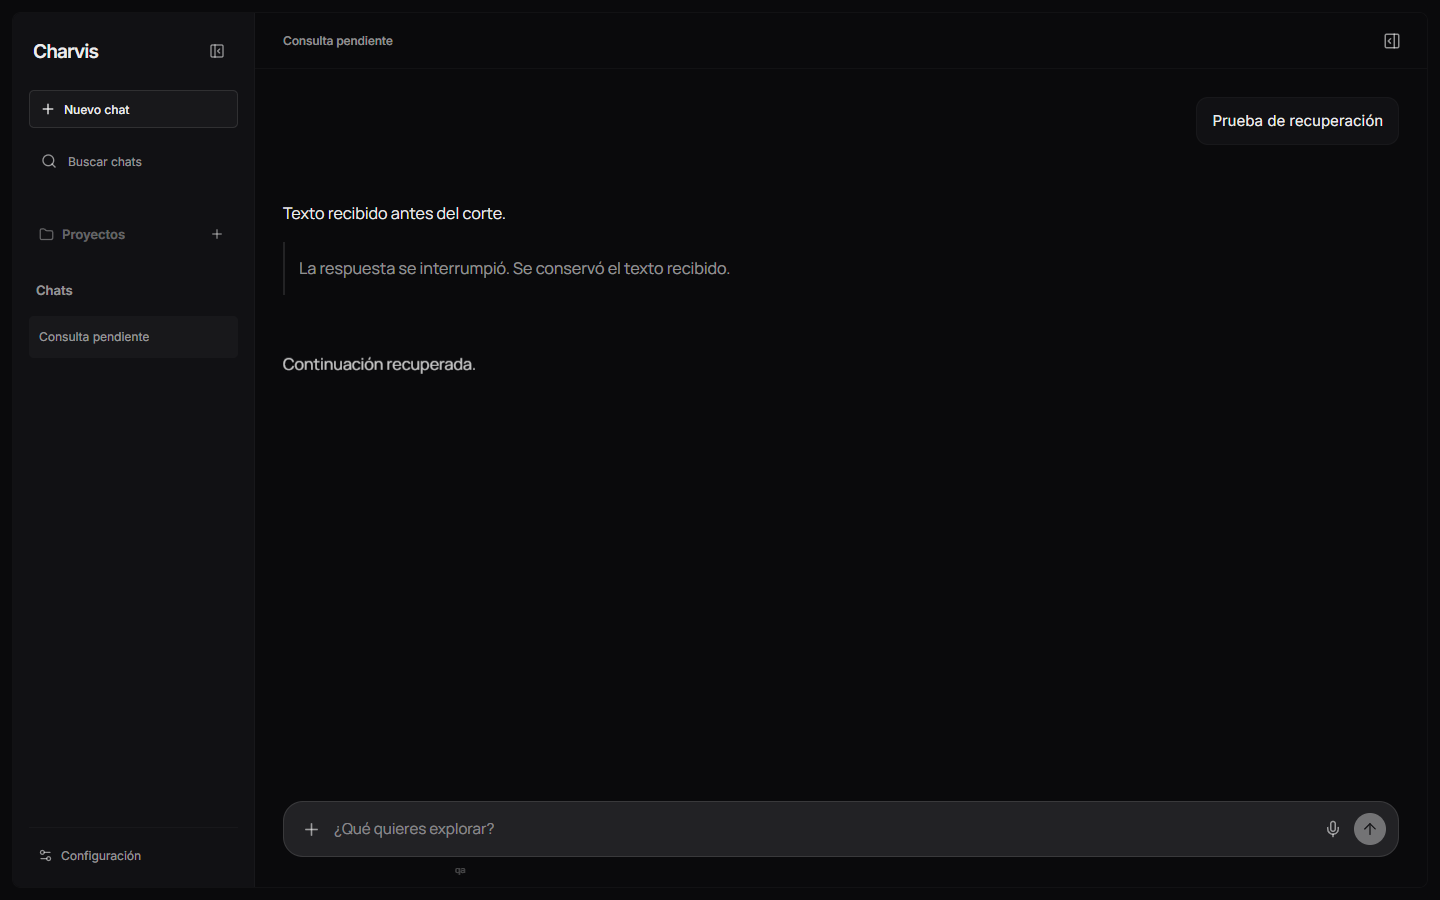 Charvis
Nuevo chat
Buscar chats
Proyectos
Chats
Consulta pendiente
Configuración
Consulta pendiente
Prueba de recuperación
Texto recibido antes del corte.
La respuesta se interrumpió. Se conservó el texto recibido.
Continuación recuperada.
¿Qué quieres explorar?
qa